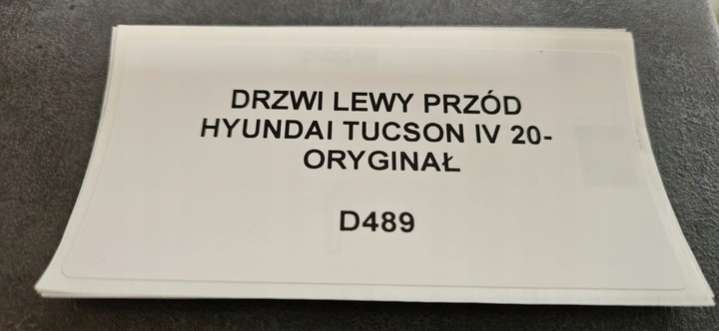 DRZWI LEWY PRZÓD
HYUNDAI TUCSON IV 20-
ORYGINAŁ
D489